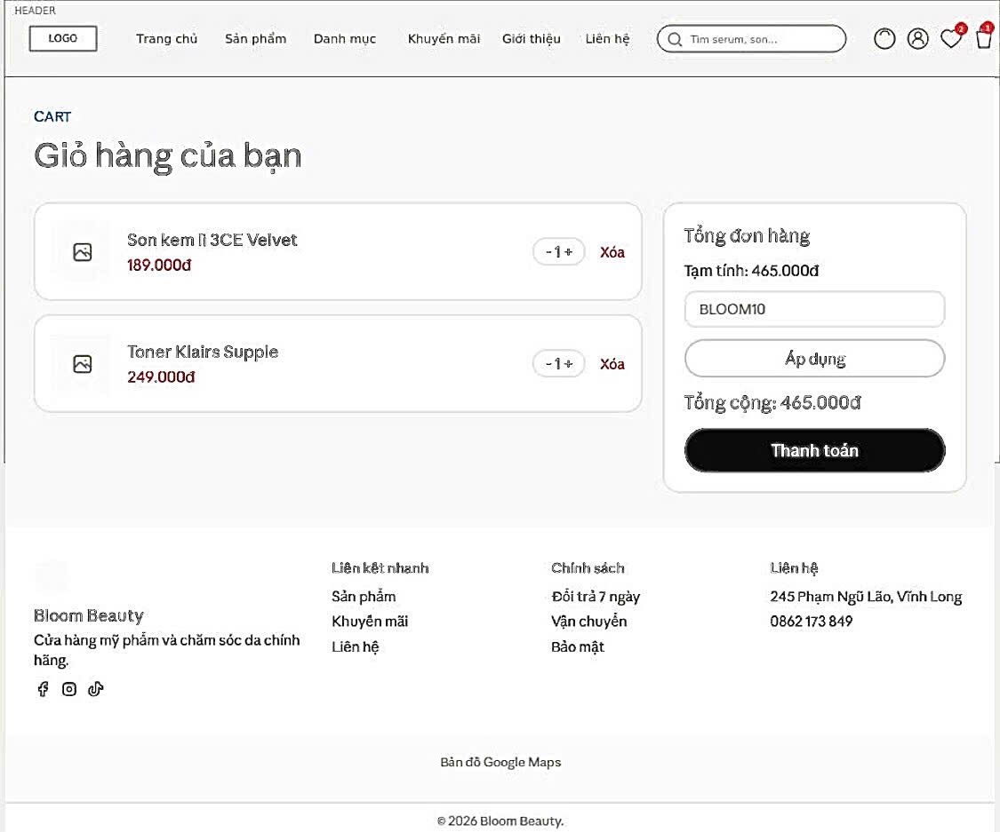 HEADER
LOGO
Trang chủ
Sản phẩm
Danh mục
Khuyến mãi
Giới thiệu
Liên hệ
Tìm serum, son...
2
1
CART
Giỏ hàng của bạn
Son kem lì 3CE Velvet
189.000đ
-1+
Xóa
Toner Klairs Supple
249.000đ
-1+
Xóa
Tổng đơn hàng
Tạm tính: 465.000đ
BLOOM10
Áp dụng
Tổng cộng: 465.000đ
Thanh toán
Bloom Beauty
Cửa hàng mỹ phẩm và chăm sóc da chính
hãng.
Liên kết nhanh
Sản phẩm
Khuyến mãi
Liên hệ
Chính sách
Đổi trả 7 ngày
Vận chuyển
Bảo mật
Liên hệ
245 Phạm Ngũ Lão, Vĩnh Long
0862 173 849
Bản đồ Google Maps
© 2026 Bloom Beauty.